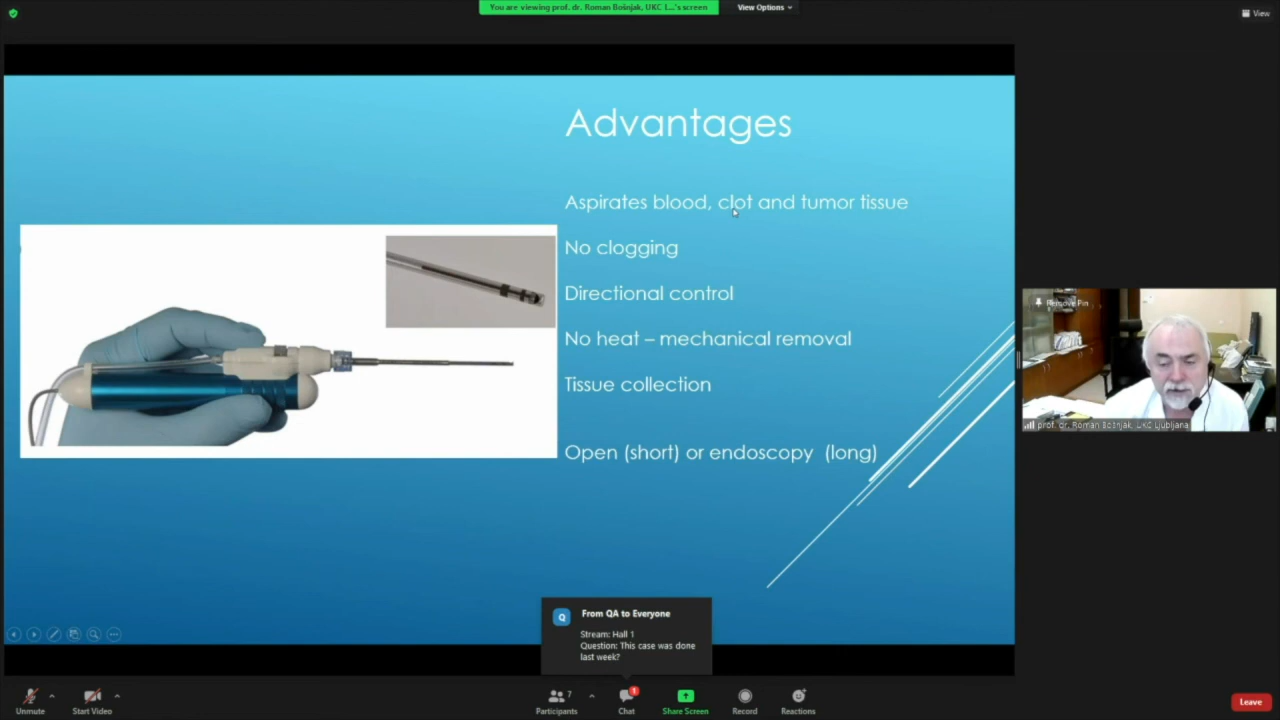 You are viewing prof. dr. Roman Bošnjak, UKC L...'s screen
View Options
View
Advantages
Aspirates blood, clot and tumor tissue
No clogging
Directional control
No heat – mechanical removal
Tissue collection
Open (short) or endoscopy (long)
Remove Pin
prof. dr. Roman Bošnjak, UKC Ljubljana
Q
From QA to Everyone
Stream: Hall 1
Question: This case was done
last week?
Unmute
Start Video
7
Participants
1
Chat
Share Screen
Record
Reactions
Leave